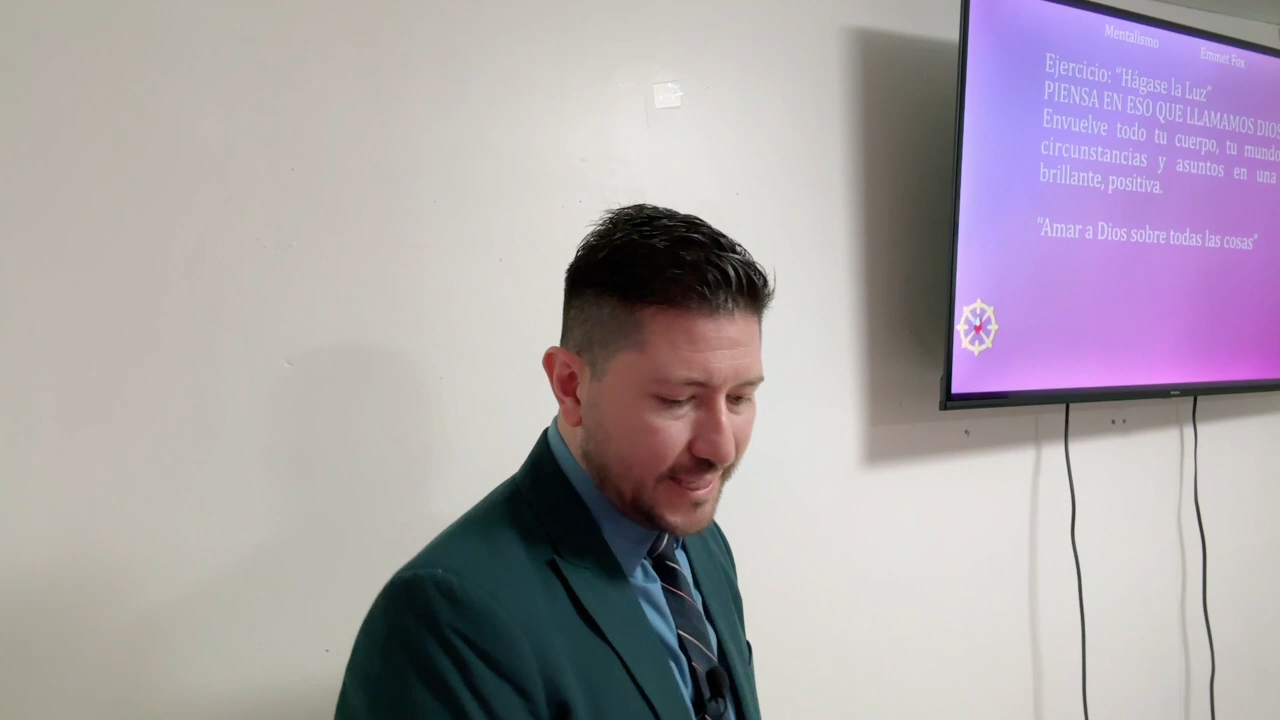 Mentalismo
Emmet Fox
Ejercicio: “Hágase la Luz”
PIENSA EN ESO QUE LLAMAMOS DIOS
Envuelve todo tu cuerpo, tu mundo
circunstancias y asuntos en una
brillante, positiva.
“Amar a Dios sobre todas las cosas”